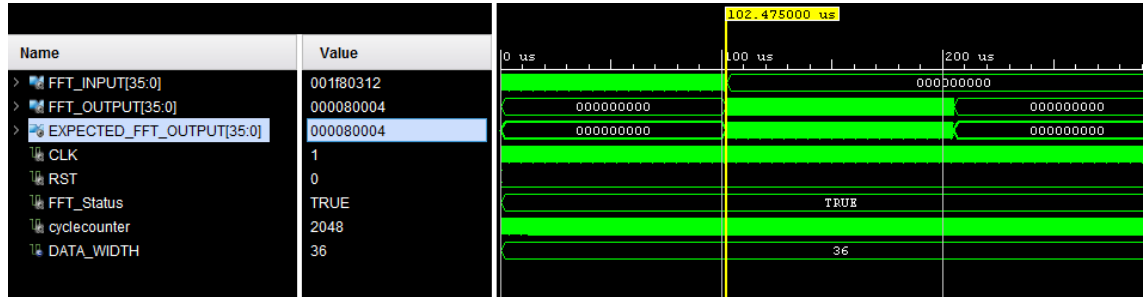 102.475000 us
Name Value 0 us 100 us 200 us
FFT_INPUT[35:0] 001f80312 000000000
FFT_OUTPUT[35:0] 000080004 000000000 000000000
EXPECTED_FFT_OUTPUT[35:0] 000080004 000000000 000000000
CLK 1
RST 0
FFT_Status TRUE TRUE
cyclecounter 2048
DATA_WIDTH 36 36